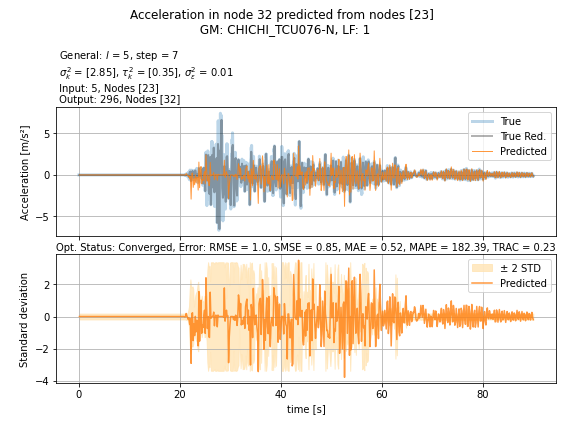 Acceleration in node 32 predicted from nodes [23]
GM: CHICHI_TCU076-N, LF: 1
General: l = 5, step = 7
σ²ₖ = [2.85], τ²ₖ = [0.35], σ²ₑ = 0.01
Input: 5, Nodes [23]
Output: 296, Nodes [32]
True
True Red.
Predicted
Acceleration [m/s²]
5
0
−5
Opt. Status: Converged, Error: RMSE = 1.0, SMSE = 0.85, MAE = 0.52, MAPE = 182.39, TRAC = 0.23
± 2 STD
Predicted
Standard deviation
2
0
−2
−4
0 20 40 60 80
time [s]